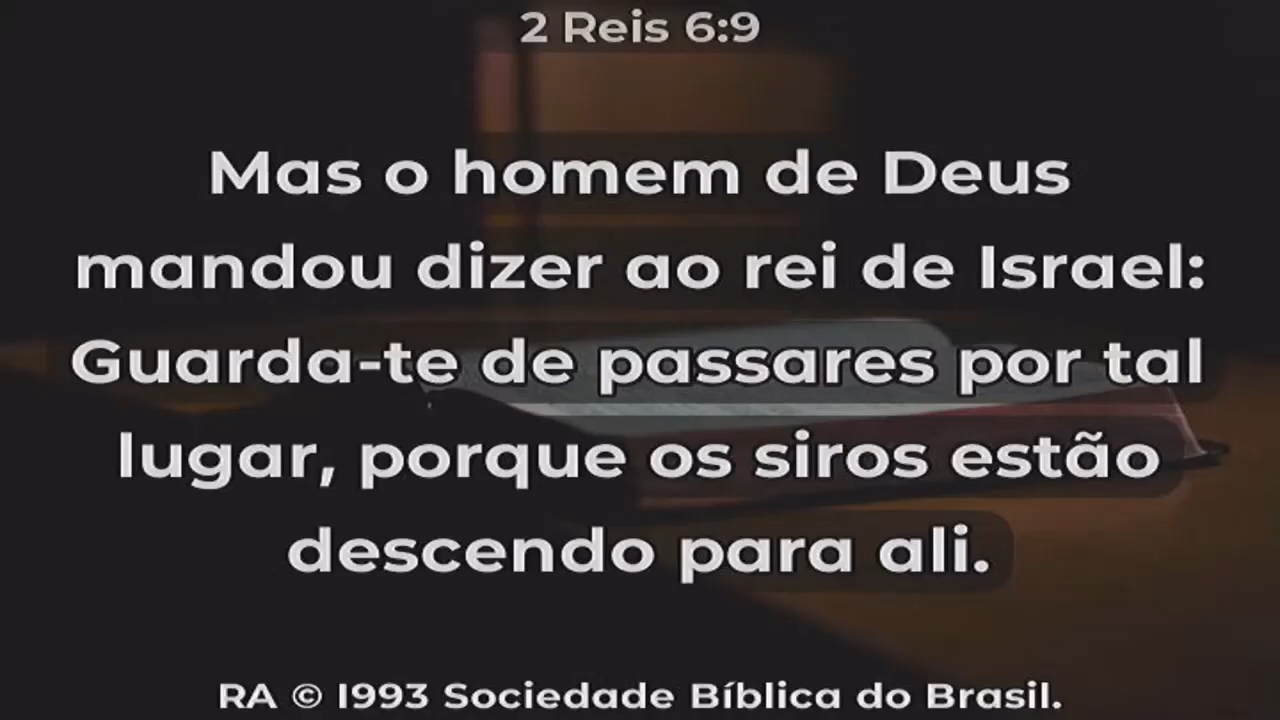 2 Reis 6:9
Mas o homem de Deus
mandou dizer ao rei de Israel:
Guarda-te de passares por tal
lugar, porque os siros estão
descendo para ali.
RA © 1993 Sociedade Bíblica do Brasil.